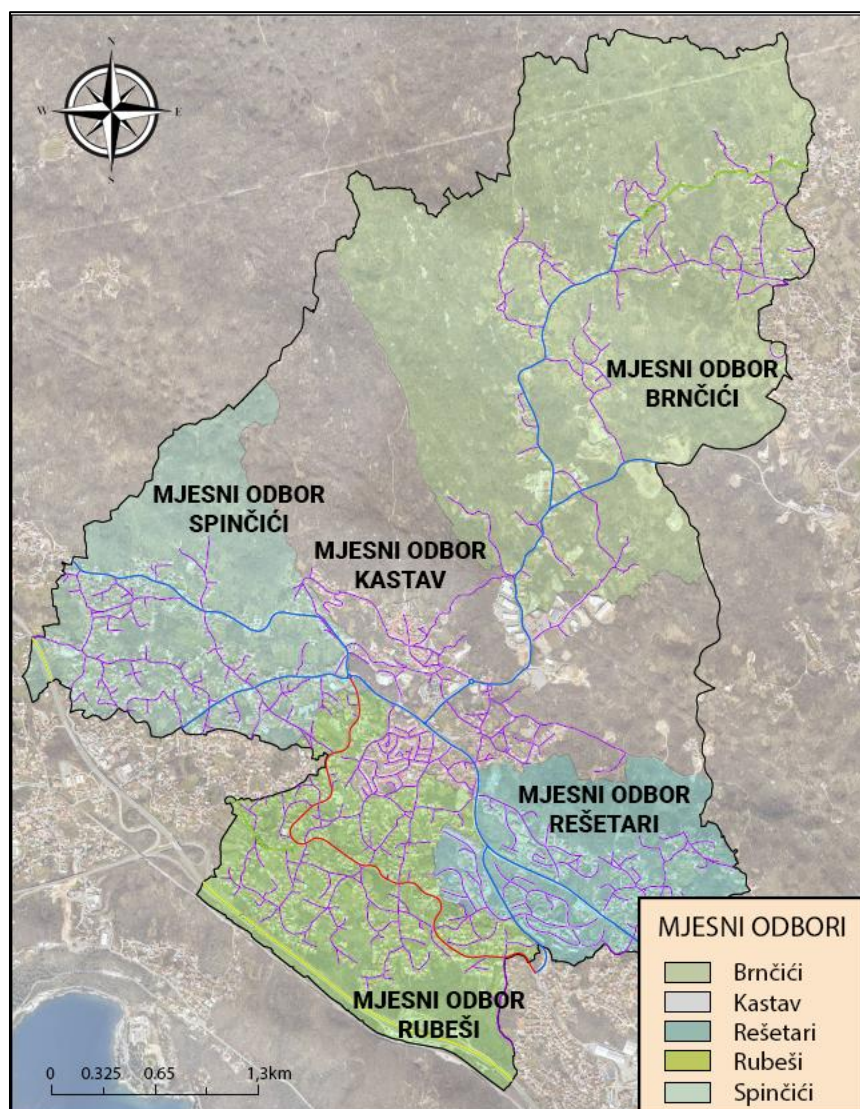 N
W
E
S
MJESNI ODBOR
BRNČIĆI
MJESNI ODBOR
SPINČIĆI
MJESNI ODBOR
KASTAV
MJESNI ODBOR
REŠETARI
MJESNI ODBOR
RUBEŠI
MJESNI ODBORI
Brnčići
Kastav
Rešetari
Rubeši
Spinčići
0 0.325 0.65 1,3km